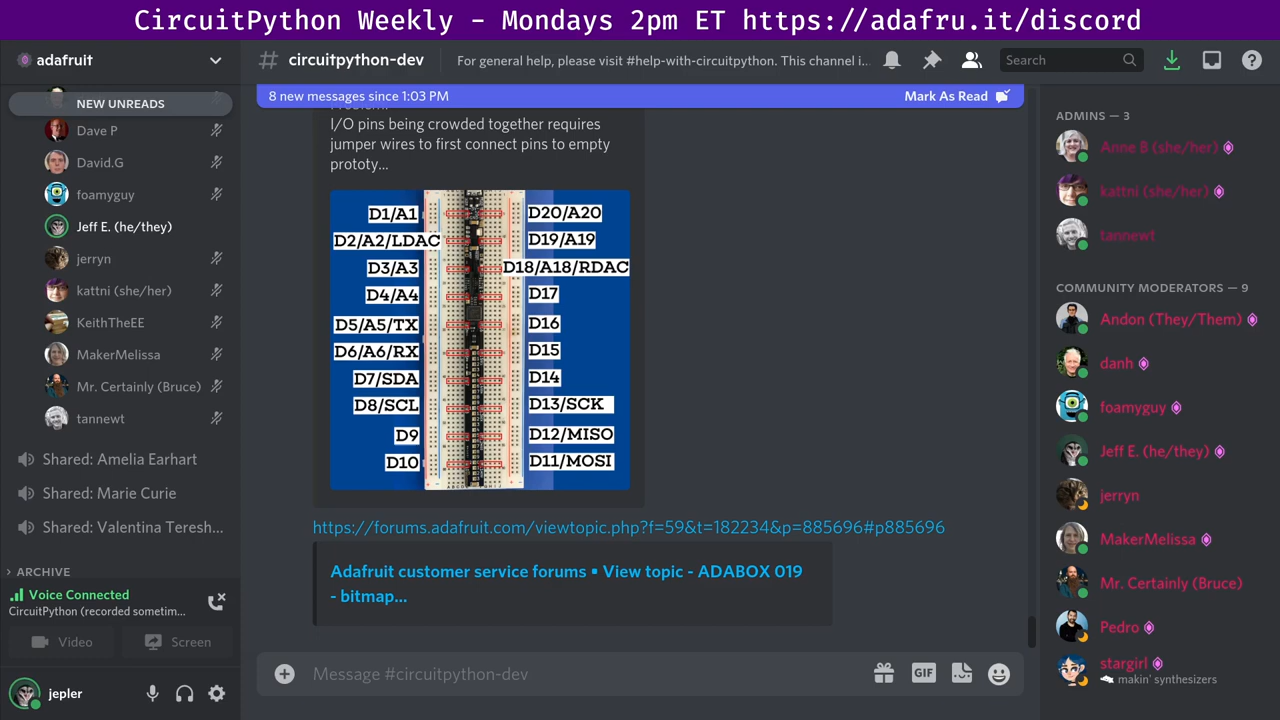 CircuitPython Weekly - Mondays 2pm ET https://adafru.it/discord
adafruit
NEW UNREADS
Dave P
David.G
foamyguy
Jeff E. (he/they)
jerryn
kattni (she/her)
KeithTheEE
MakerMelissa
Mr. Certainly (Bruce)
tannewt
Shared: Amelia Earhart
Shared: Marie Curie
Shared: Valentina Teresh...
ARCHIVE
Voice Connected
CircuitPython (recorded sometim...
Video
Screen
jepler
circuitpython-dev
For general help, please visit #help-with-circuitpython. This channel i...
Search
8 new messages since 1:03 PM
Mark As Read
I/O pins being crowded together requires
jumper wires to first connect pins to empty
prototy...
D1/A1
D20/A20
D2/A2/LDAC
D19/A19
D3/A3
D18/A18/RDAC
D4/A4
D17
D5/A5/TX
D16
D6/A6/RX
D15
D7/SDA
D14
D8/SCL
D13/SCK
D9
D12/MISO
D10
D11/MOSI
https://forums.adafruit.com/viewtopic.php?f=59&t=182234&p=885696#p885696
Adafruit customer service forums ▪ View topic - ADABOX 019
- bitmap...
Message #circuitpython-dev
GIF
ADMINS — 3
Anne B (she/her)
kattni (she/her)
tannewt
COMMUNITY MODERATORS — 9
Andon (They/Them)
danh
foamyguy
Jeff E. (he/they)
jerryn
MakerMelissa
Mr. Certainly (Bruce)
Pedro
stargirl
makin' synthesizers